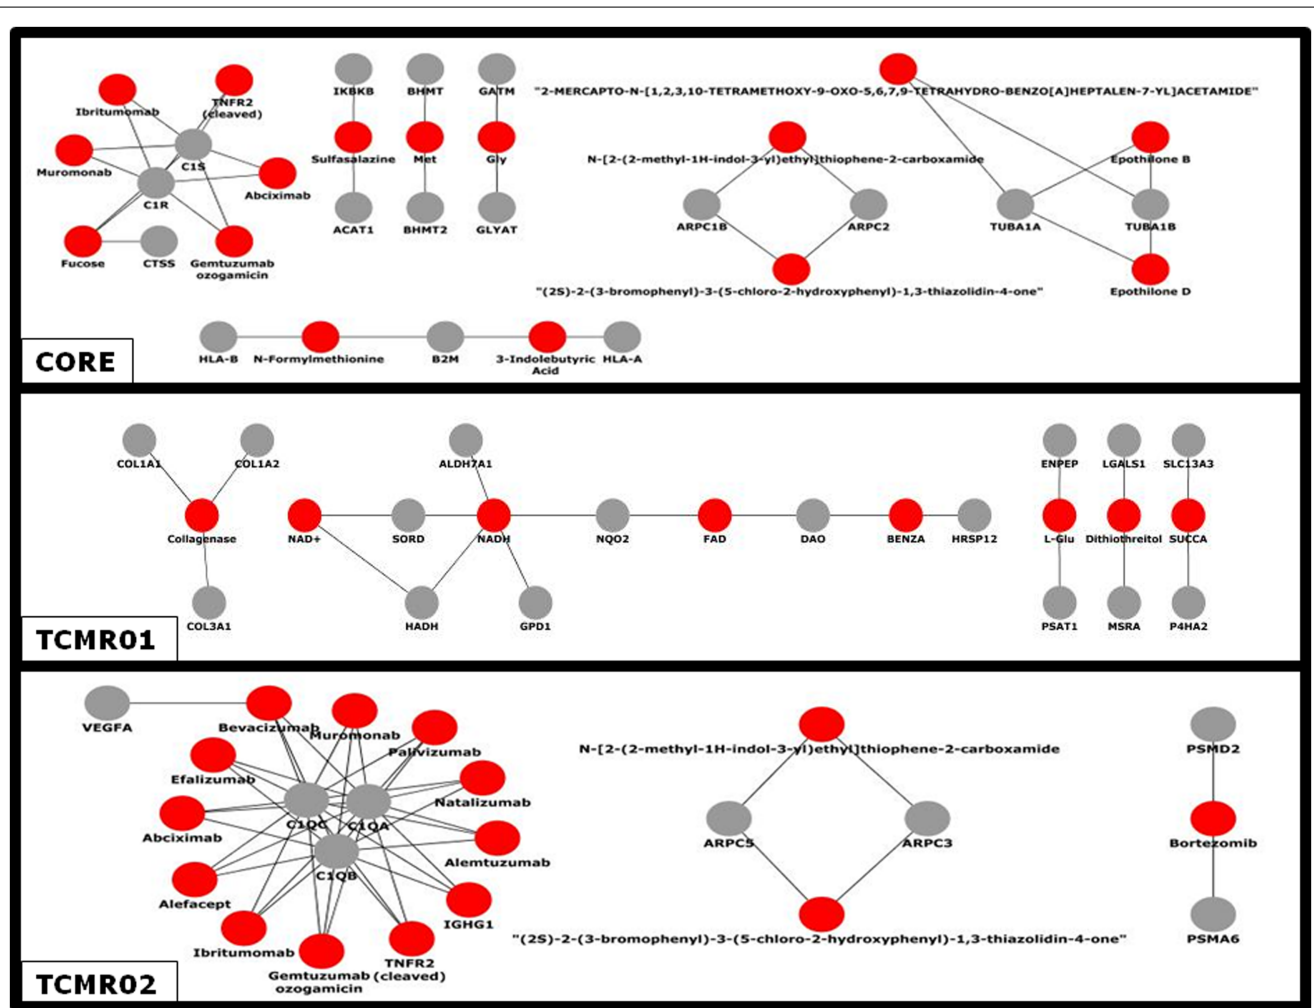 TNFR2
(cleaved)
Ibritumomab
C1S
Muromonab
C1R
Abciximab
Fucose
CTSS
Gemtuzumab
ozogamicin
IKBKB
BHMT
GATM
Sulfasalazine
Met
Gly
ACAT1
BHMT2
GLYAT
"2-MERCAPTO-N-[1,2,3,10-TETRAMETHOXY-9-OXO-5,6,7,9-TETRAHYDRO-BENZO[A]HEPTALEN-7-YL]ACETAMIDE"
N-[2-(2-methyl-1H-indol-3-yl)ethyl]thiophene-2-carboxamide
Epothilone B
ARPC1B
ARPC2
TUBA1A
TUBA1B
"(2S)-2-(3-bromophenyl)-3-(5-chloro-2-hydroxyphenyl)-1,3-thiazolidin-4-one"
Epothilone D
HLA-B
N-Formylmethionine
B2M
3-Indolebutyric
Acid
HLA-A
CORE
COL1A1
COL1A2
ALDH7A1
ENPEP
LGALS1
SLC13A3
Collagenase
NAD+
SORD
NADH
NQO2
FAD
DAO
BENZA
HRSP12
L-Glu
Dithiothreitol
SUCCA
COL3A1
HADH
GPD1
PSAT1
MSRA
P4HA2
TCMR01
VEGFA
Bevacizumab
Muromonab
Palivizumab
Efalizumab
Natalizumab
C1QC
C1QA
Abciximab
Alemtuzumab
C1QB
Alefacept
IGHG1
Ibritumomab
Gemtuzumab
ozogamicin
TNFR2
(cleaved)
N-[2-(2-methyl-1H-indol-3-yl)ethyl]thiophene-2-carboxamide
ARPC5
ARPC3
"(2S)-2-(3-bromophenyl)-3-(5-chloro-2-hydroxyphenyl)-1,3-thiazolidin-4-one"
PSMD2
Bortezomib
PSMA6
TCMR02